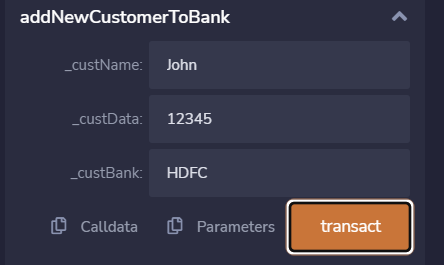 addNewCustomerToBank
_custName: John
_custData: 12345
_custBank: HDFC
Calldata Parameters transact